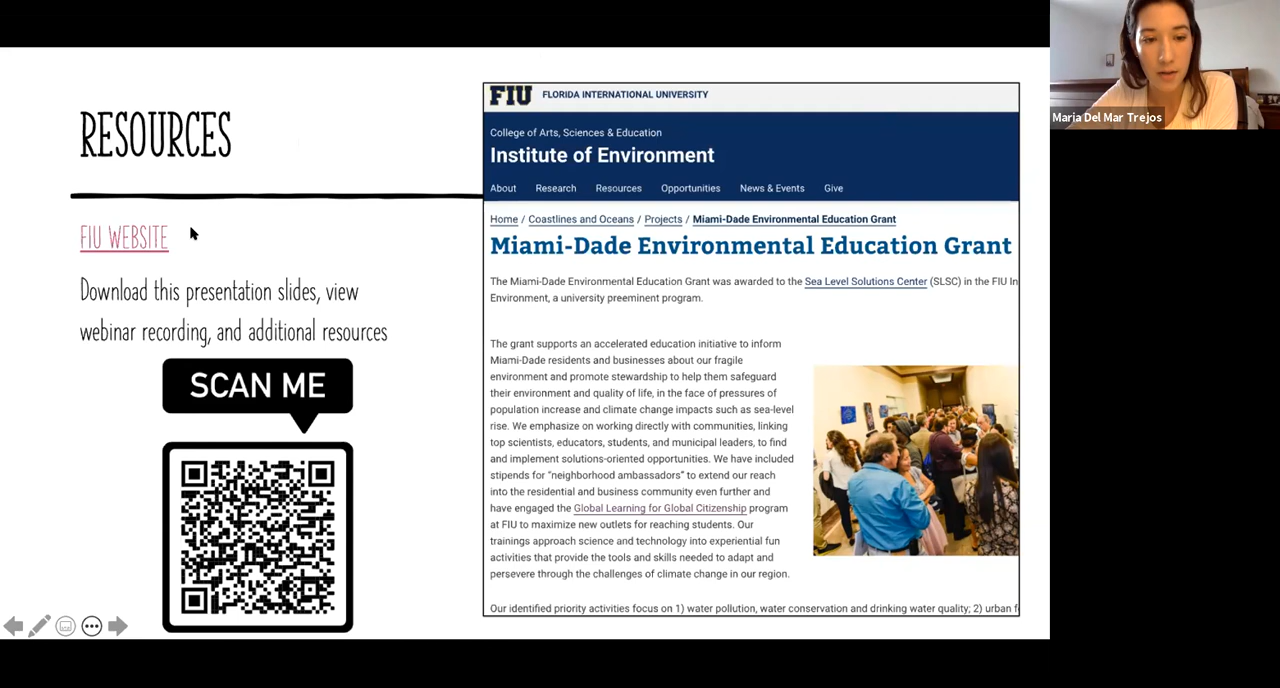 RESOURCES
FIU WEBSITE
Download this presentation slides, view
webinar recording, and additional resources
SCAN ME
FIU FLORIDA INTERNATIONAL UNIVERSITY
College of Arts, Sciences & Education
Institute of Environment
About Research Resources Opportunities News & Events Give
Home / Coastlines and Oceans / Projects / Miami-Dade Environmental Education Grant
Miami-Dade Environmental Education Grant
The Miami-Dade Environmental Education Grant was awarded to the Sea Level Solutions Center (SLSC) in the FIU In
Environment, a university preeminent program.
The grant supports an accelerated education initiative to inform
Miami-Dade residents and businesses about our fragile
environment and promote stewardship to help them safeguard
their environment and quality of life, in the face of pressures of
population increase and climate change impacts such as sea-level
rise. We emphasize on working directly with communities, linking
top scientists, educators, students, and municipal leaders, to find
and implement solutions-oriented opportunities. We have included
stipends for “neighborhood ambassadors” to extend our reach
into the residential and business community even further and
have engaged the Global Learning for Global Citizenship program
at FIU to maximize new outlets for reaching students. Our
trainings approach science and technology into experiential fun
activities that provide the tools and skills needed to adapt and
persevere through the challenges of climate change in our region.
Our identified priority activities focus on 1) water pollution, water conservation and drinking water quality; 2) urban f
Maria Del Mar Trejos